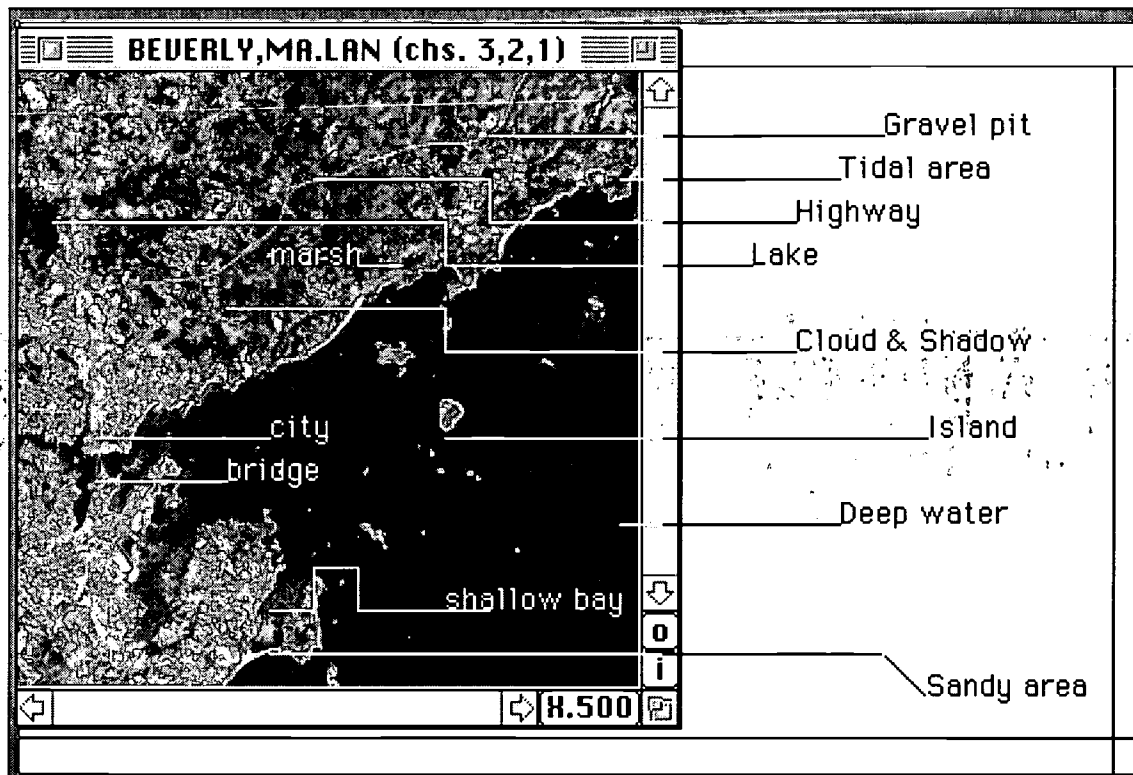 BEVERLY,MA.LAN (chs. 3,2,1)
Gravel pit
Tidal area
Highway
marsh
Lake
Cloud & Shadow
city
Island
bridge
Deep water
shallow bay
o
i
Sandy area
X.500